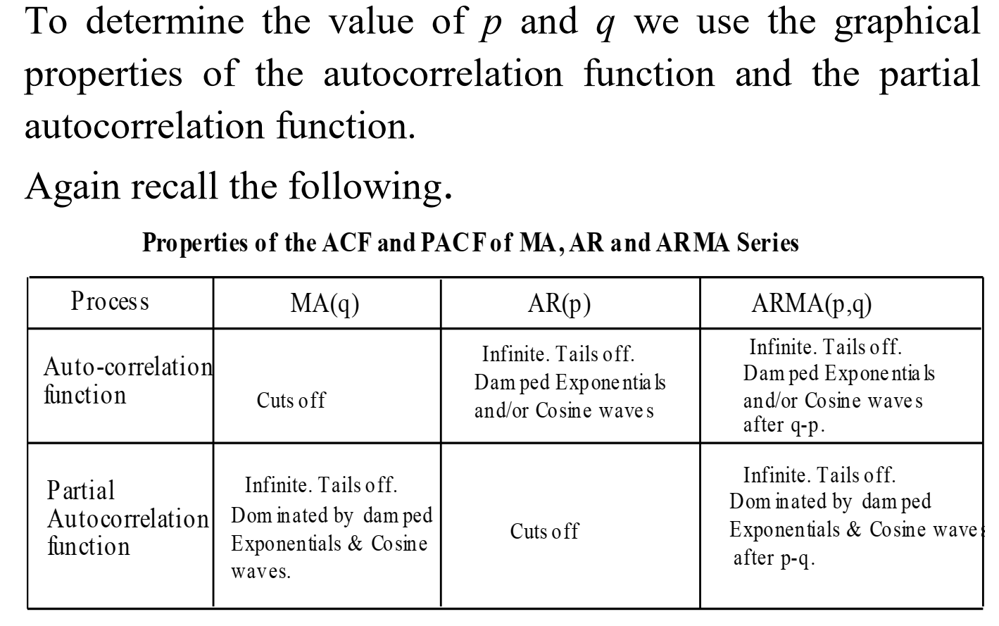 To determine the value of p and q we use the graphical
properties of the autocorrelation function and the partial
autocorrelation function.
Again recall the following.
Properties of the ACF and PACF of MA, AR and ARMA Series
Process
MA(q)
AR(p)
ARMA(p,q)
Auto-correlation
function
Cuts off
Infinite. Tails off.
Damped Exponentials
and/or Cosine waves
Infinite. Tails off.
Damped Exponentials
and/or Cosine waves
after q-p.
Partial
Autocorrelation
function
Infinite. Tails off.
Dominated by damped
Exponentials & Cosine
waves.
Cuts off
Infinite. Tails off.
Dominated by damped
Exponentials & Cosine waves
after p-q.